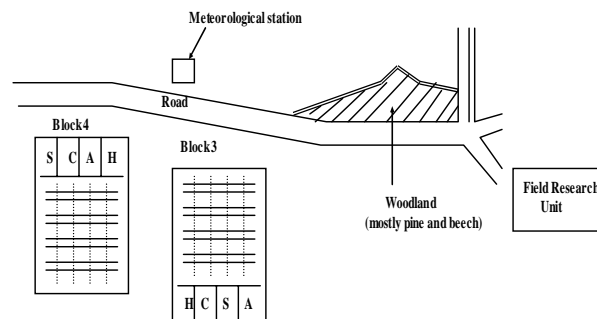 Meteorological station
Road
Block4
Block3
S C A H
Woodland
(mostly pine and beech)
Field Research
Unit
H C S A